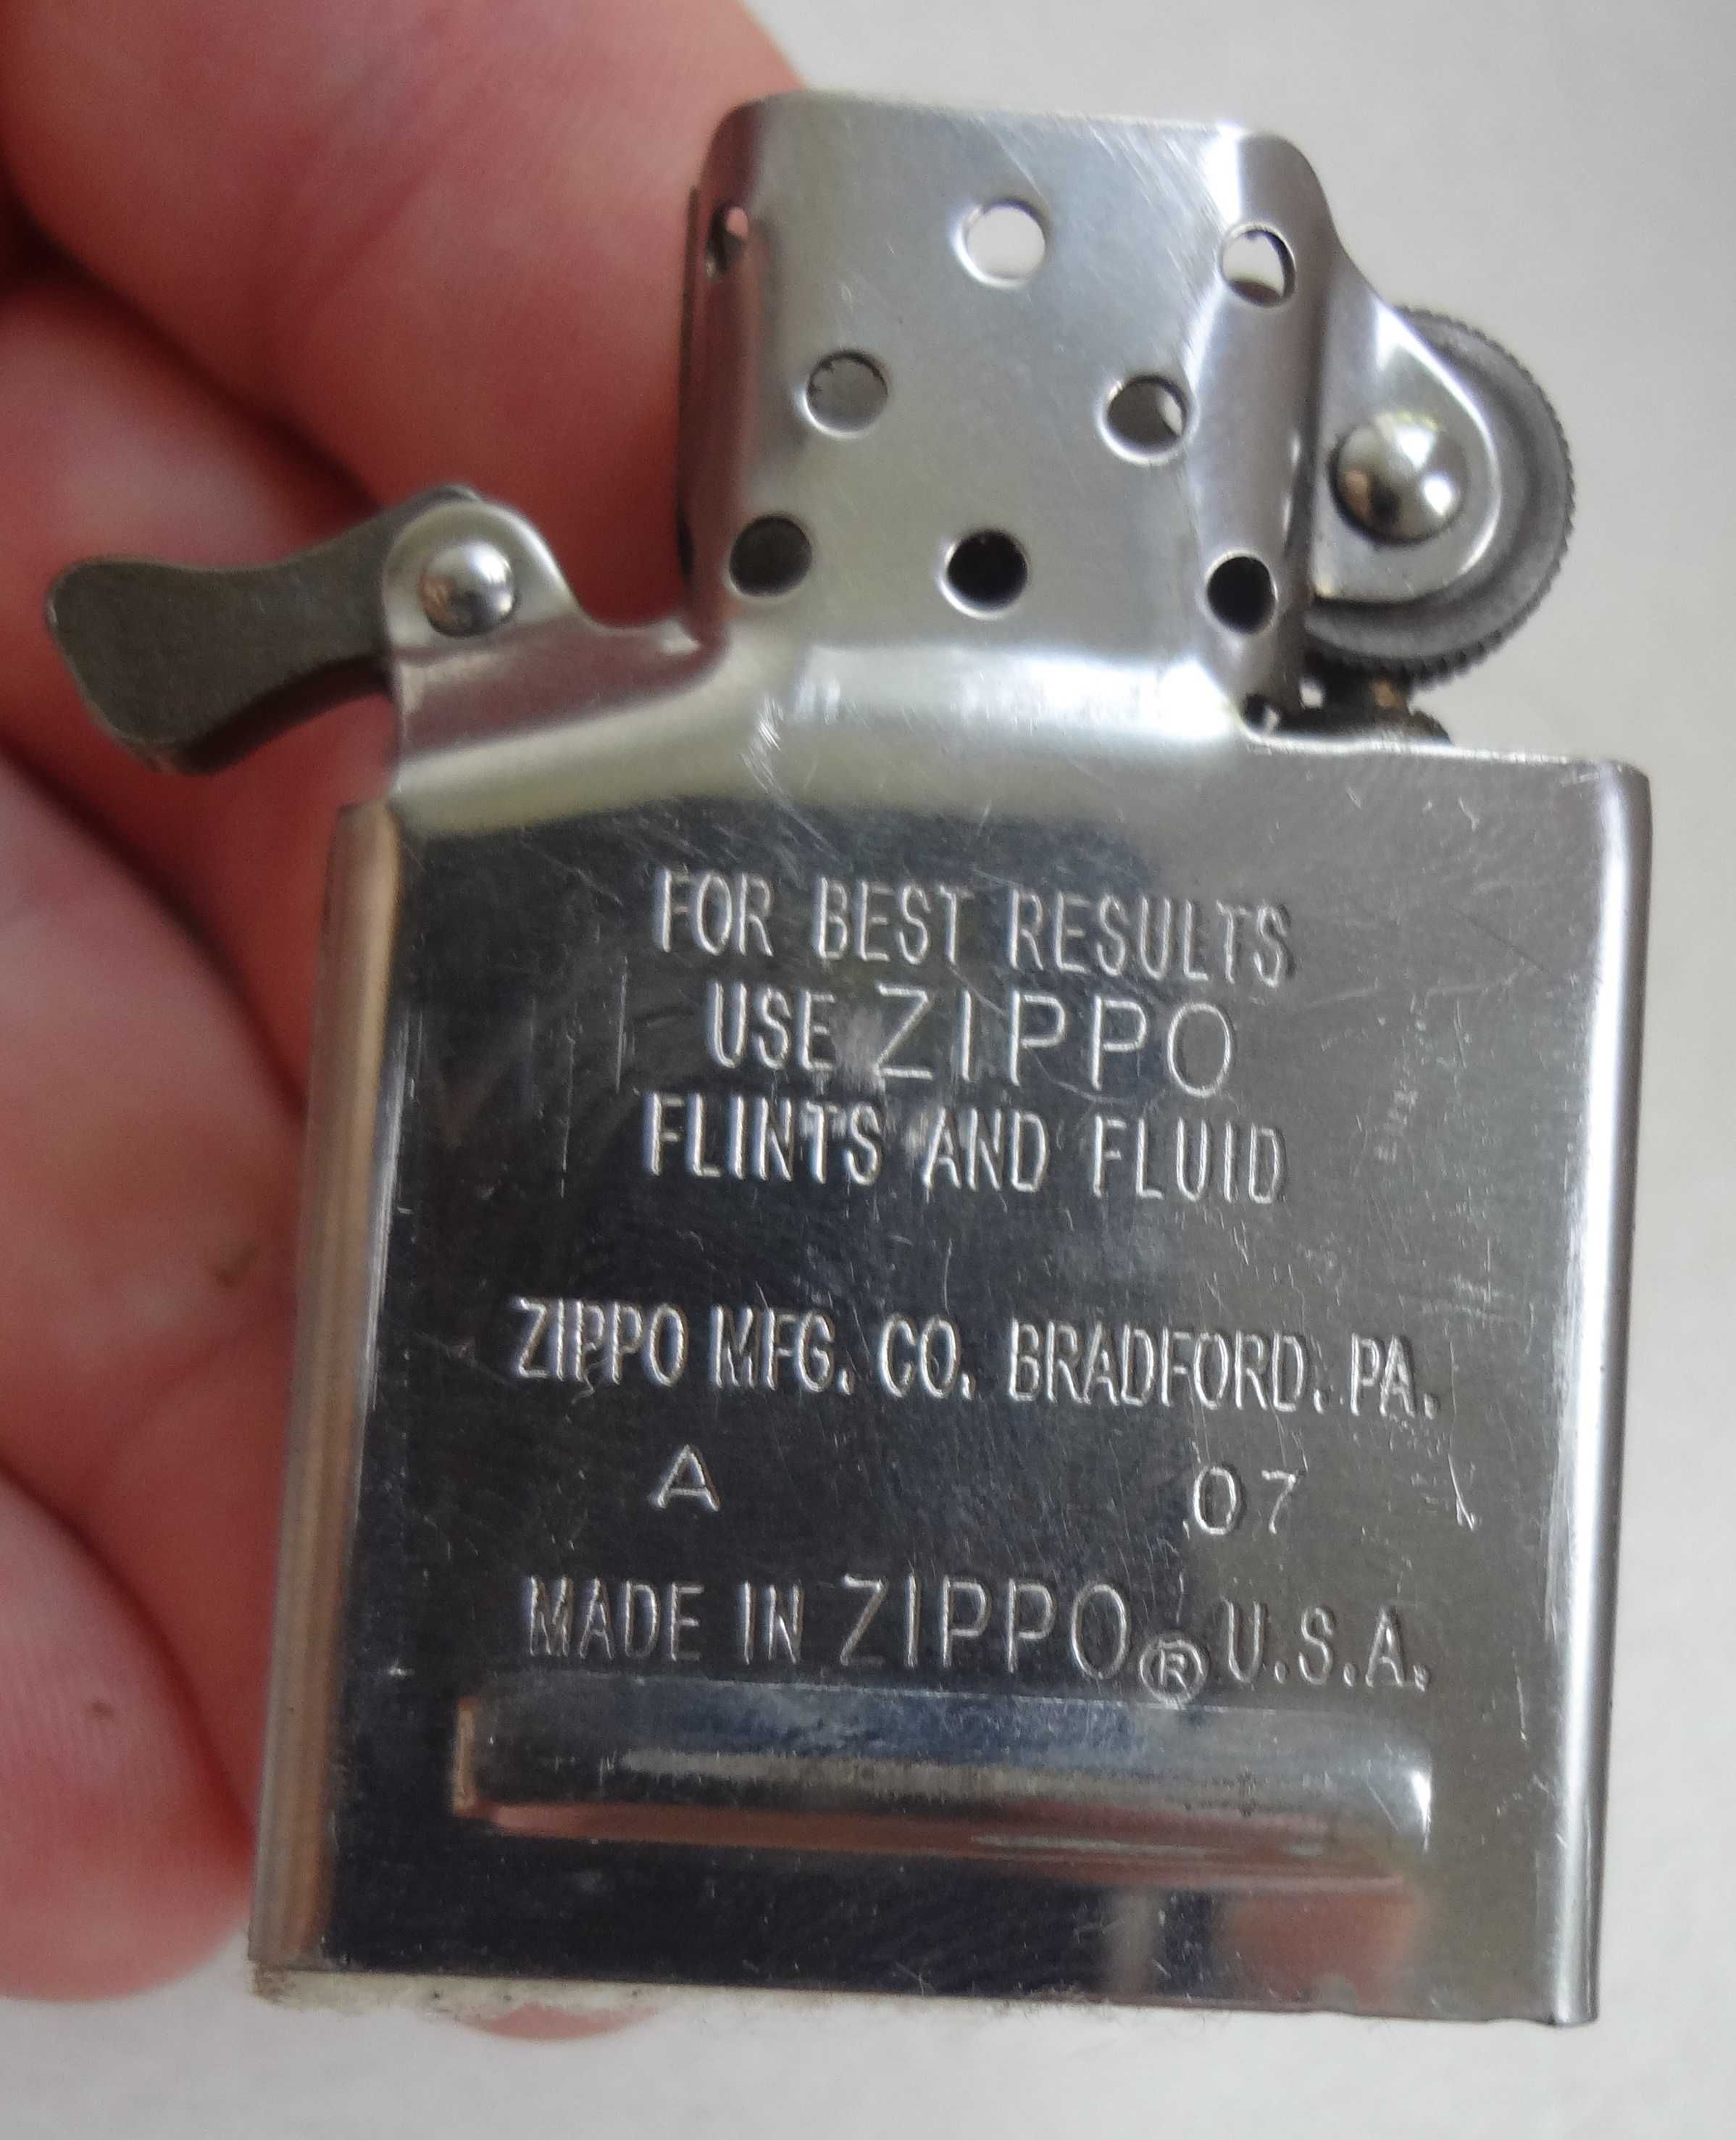 FOR BEST RESULTS
USE ZIPPO
FLINTS AND FLUID
ZIPPO MFG. CO. BRADFORD. PA.
A 07
MADE IN ZIPPO® U.S.A.